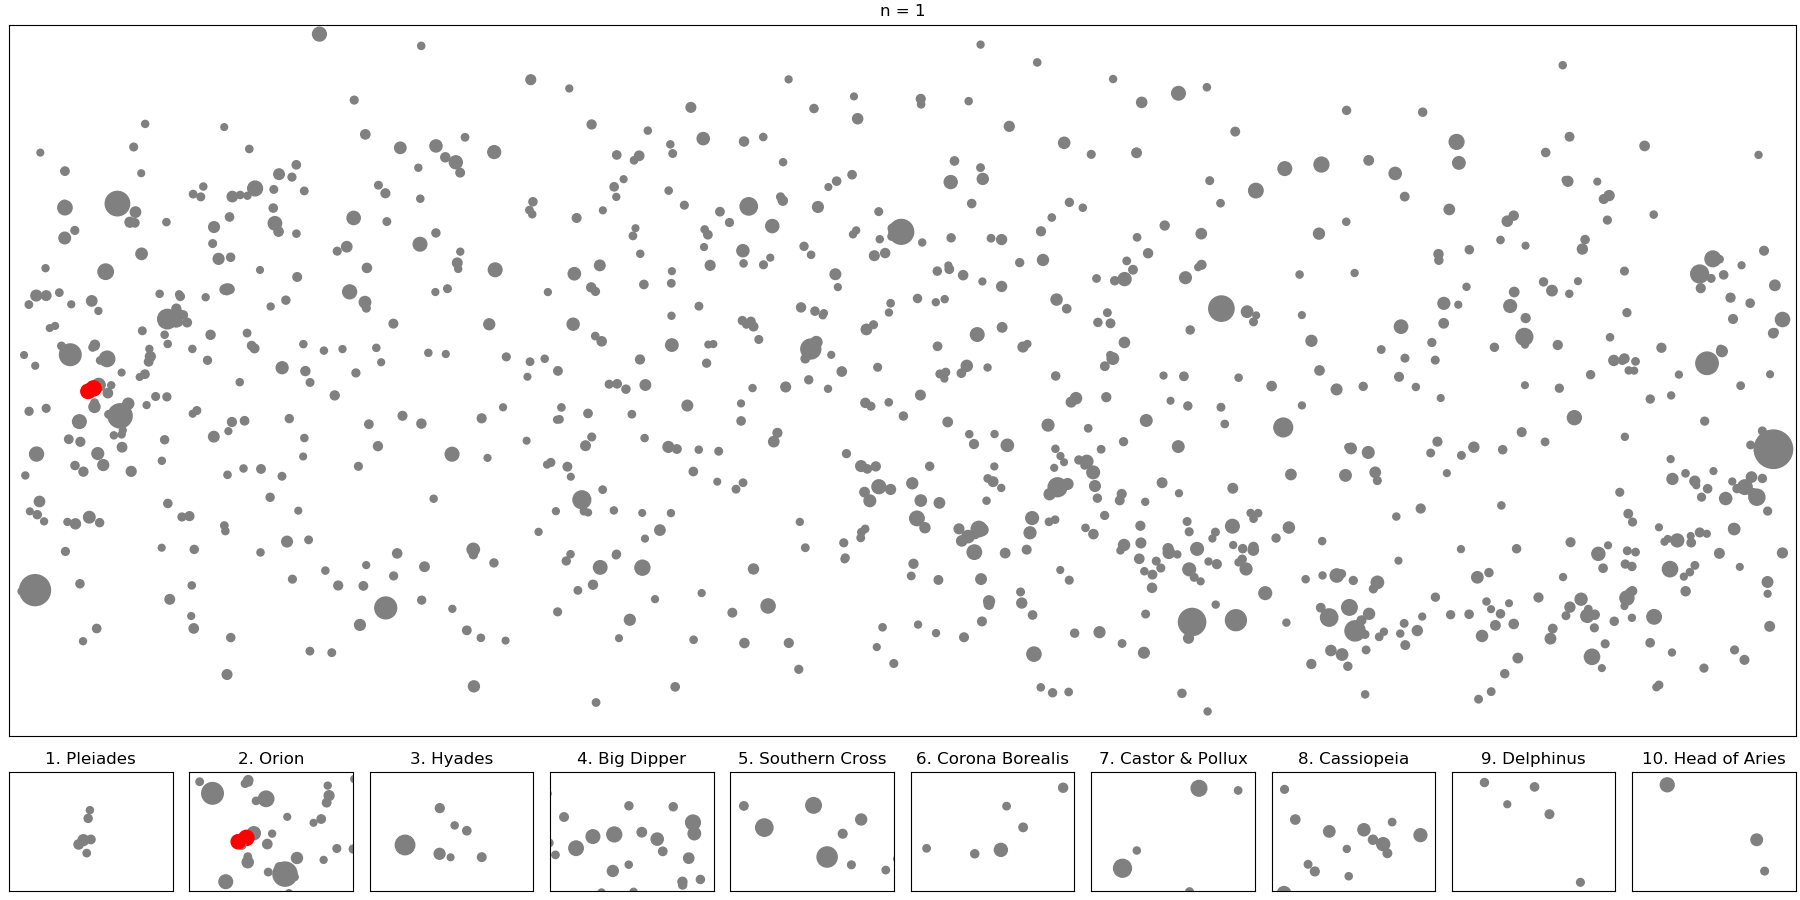 n = 1
1. Pleiades
2. Orion
3. Hyades
4. Big Dipper
5. Southern Cross
6. Corona Borealis
7. Castor & Pollux
8. Cassiopeia
9. Delphinus
10. Head of Aries